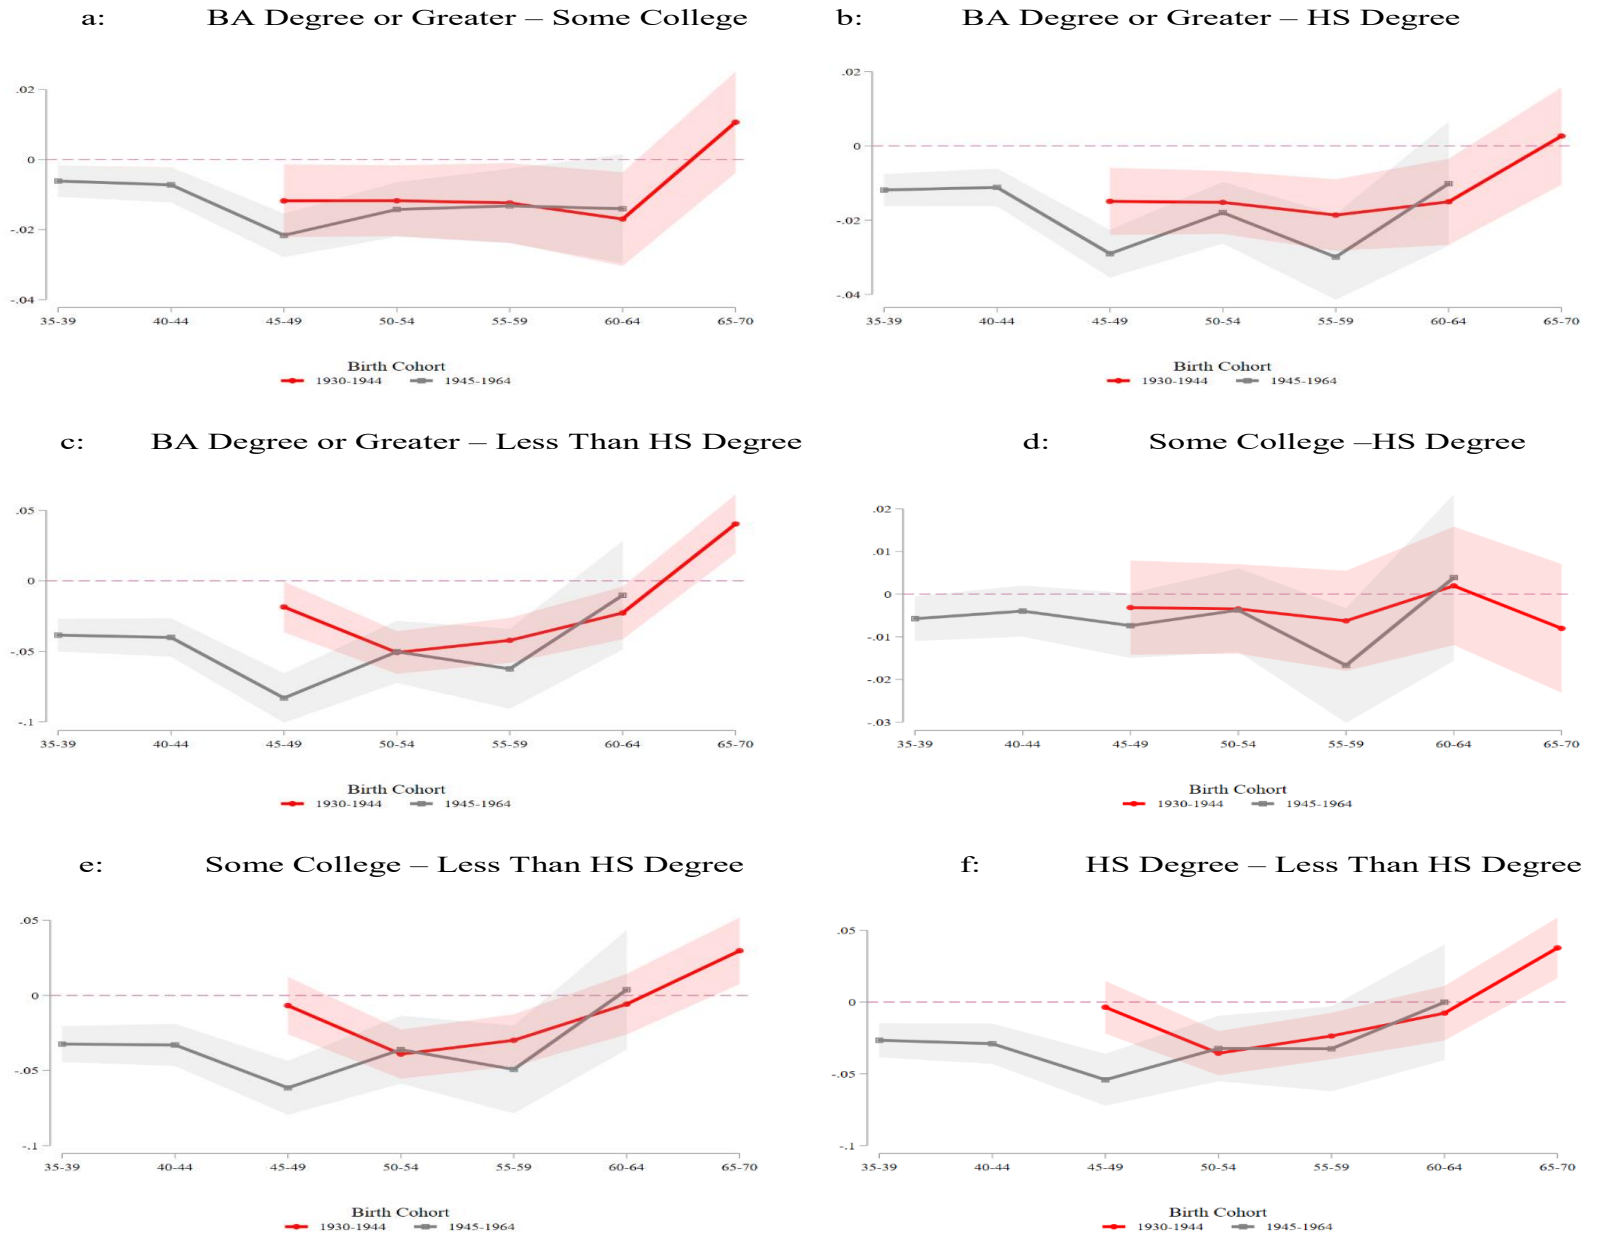 a: BA Degree or Greater – Some College
.02
0
-.02
-.04
35-39 40-44 45-49 50-54 55-59 60-64 65-70
Birth Cohort
1930-1944 1945-1964
b: BA Degree or Greater – HS Degree
.02
0
-.02
-.04
35-39 40-44 45-49 50-54 55-59 60-64 65-70
Birth Cohort
1930-1944 1945-1964
c: BA Degree or Greater – Less Than HS Degree
.05
0
-.05
-.1
35-39 40-44 45-49 50-54 55-59 60-64 65-70
Birth Cohort
1930-1944 1945-1964
d: Some College –HS Degree
.02
.01
0
-.01
-.02
-.03
35-39 40-44 45-49 50-54 55-59 60-64 65-70
Birth Cohort
1930-1944 1945-1964
e: Some College – Less Than HS Degree
.05
0
-.05
-.1
35-39 40-44 45-49 50-54 55-59 60-64 65-70
Birth Cohort
1930-1944 1945-1964
f: HS Degree – Less Than HS Degree
.05
0
-.05
-.1
35-39 40-44 45-49 50-54 55-59 60-64 65-70
Birth Cohort
1930-1944 1945-1964